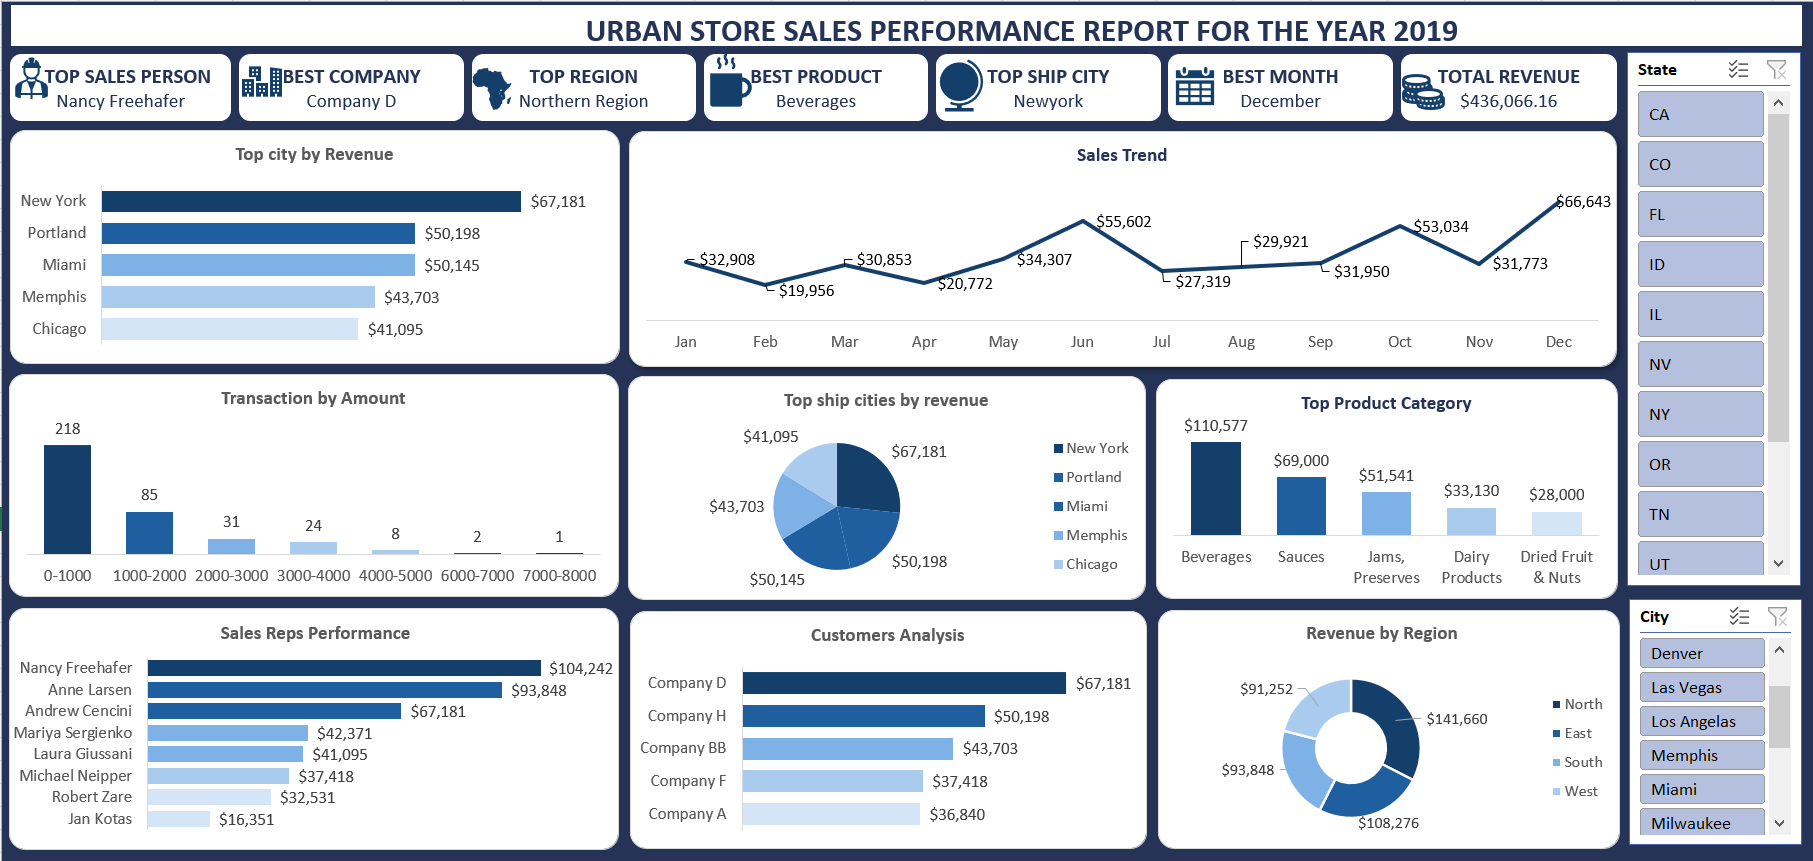 URBAN STORE SALES PERFORMANCE REPORT FOR THE YEAR 2019
TOP SALES PERSON
Nancy Freehafer
BEST COMPANY
Company D
TOP REGION
Northern Region
BEST PRODUCT
Beverages
TOP SHIP CITY
Newyork
BEST MONTH
December
TOTAL REVENUE
$436,066.16
Top city by Revenue
New York $67,181
Portland $50,198
Miami $50,145
Memphis $43,703
Chicago $41,095
Sales Trend
$32,908
$19,956
$30,853
$20,772
$34,307
$55,602
$27,319
$29,921
$31,950
$53,034
$31,773
$66,643
Jan Feb Mar Apr May Jun Jul Aug Sep Oct Nov Dec
Transaction by Amount
218
85
31
24
8
2
1
0-1000 1000-2000 2000-3000 3000-4000 4000-5000 6000-7000 7000-8000
Top ship cities by revenue
$41,095
$67,181
$43,703
$50,198
$50,145
New York
Portland
Miami
Memphis
Chicago
Top Product Category
$110,577
$69,000
$51,541
$33,130
$28,000
Beverages
Sauces
Jams,
Preserves
Dairy
Products
Dried Fruit
& Nuts
Sales Reps Performance
Nancy Freehafer $104,242
Anne Larsen $93,848
Andrew Cencini $67,181
Mariya Sergienko $42,371
Laura Giussani $41,095
Michael Neipper $37,418
Robert Zare $32,531
Jan Kotas $16,351
Customers Analysis
Company D $67,181
Company H $50,198
Company BB $43,703
Company F $37,418
Company A $36,840
Revenue by Region
$91,252
$141,660
$93,848
$108,276
North
East
South
West
State
CA
CO
FL
ID
IL
NV
NY
OR
TN
UT
City
Denver
Las Vegas
Los Angelas
Memphis
Miami
Milwaukee